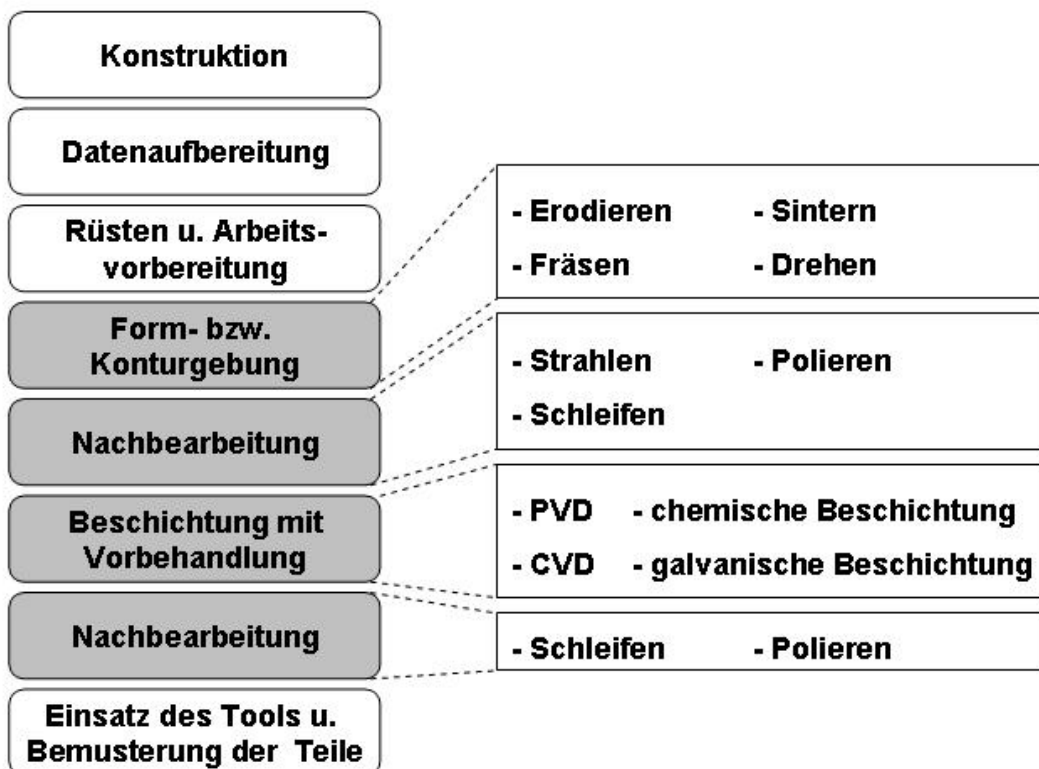 Konstruktion
Datenaufbereitung
Rüsten u. Arbeits-
vorbereitung
Form- bzw.
Konturgebung
Nachbearbeitung
Beschichtung mit
Vorbehandlung
Nachbearbeitung
Einsatz des Tools u.
Bemusterung der Teile
- Erodieren - Sintern
- Fräsen - Drehen
- Strahlen - Polieren
- Schleifen
- PVD - chemische Beschichtung
- CVD - galvanische Beschichtung
- Schleifen - Polieren